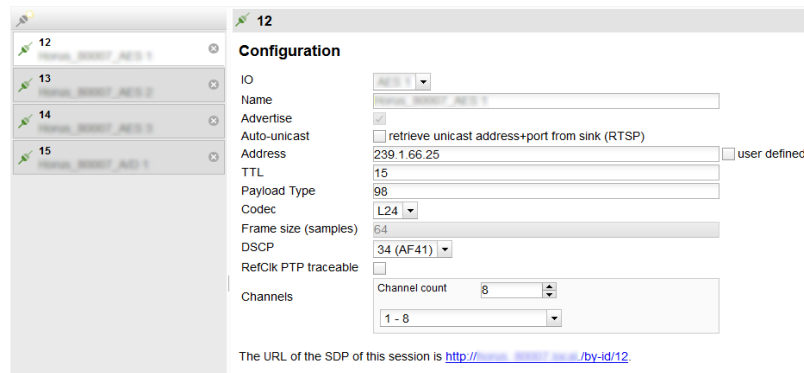 12
12
13
14
15
Configuration
IO
Name
Advertise
Auto-unicast retrieve unicast address+port from sink (RTSP)
Address 239.1.66.25 user defined
TTL 15
Payload Type 98
Codec L24
Frame size (samples) 64
DSCP 34 (AF41)
RefClk PTP traceable
Channels Channel count 8
1 - 8
The URL of the SDP of this session is http:// /by-id/12.